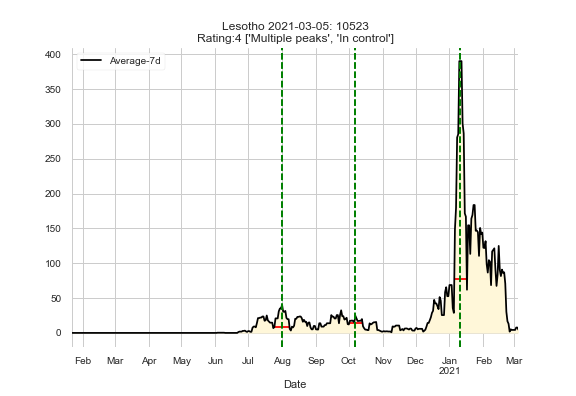 Lesotho 2021-03-05: 10523
Rating:4 ['Multiple peaks', 'In control']
Average-7d
400
350
300
250
200
150
100
50
0
Feb Mar Apr May Jun Jul Aug Sep Oct Nov Dec Jan Feb Mar
2021
Date